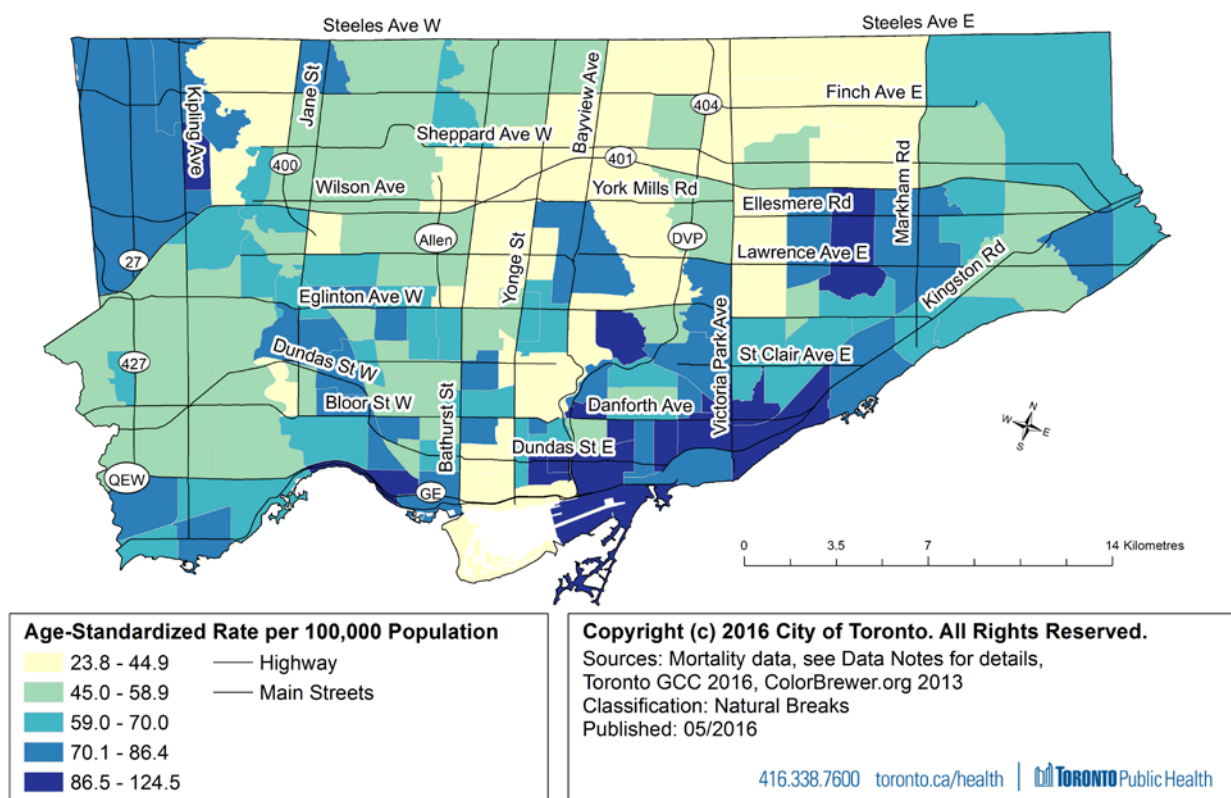 Steeles Ave W
Steeles Ave E
Kipling Ave
Jane St
Bayview Ave
404
Finch Ave E
Sheppard Ave W
400
401
Markham Rd
Wilson Ave
York Mills Rd
Ellesmere Rd
Allen
DVP
27
Yonge St
Lawrence Ave E
Kingston Rd
Eglinton Ave W
427
Dundas St W
Victoria Park Ave
St Clair Ave E
Bloor St W
Bathurst St
Danforth Ave
Dundas St E
QEW
GE
N
W E
S
0 3.5 7 14 Kilometres
Age-Standardized Rate per 100,000 Population
23.8 - 44.9 Highway
45.0 - 58.9 Main Streets
59.0 - 70.0
70.1 - 86.4
86.5 - 124.5
Copyright (c) 2016 City of Toronto. All Rights Reserved.
Sources: Mortality data, see Data Notes for details,
Toronto GCC 2016, ColorBrewer.org 2013
Classification: Natural Breaks
Published: 05/2016
416.338.7600 toronto.ca/health | TORONTO Public Health